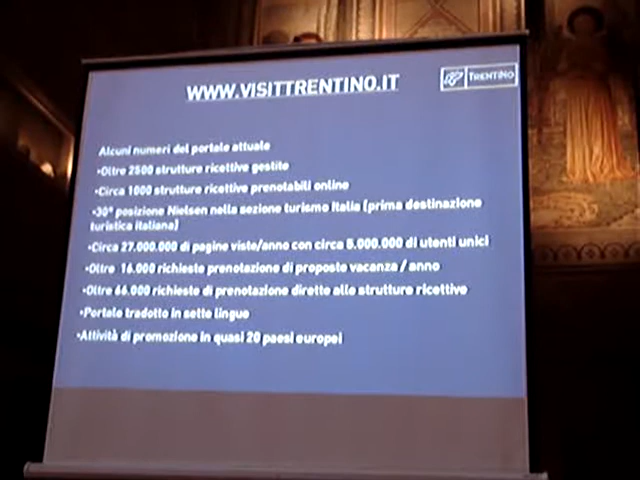 WWW.VISITTRENTINO.IT
TRENTINO
Alcuni numeri del portale attuale
•Oltre 2500 strutture ricettive gestite
•Circa 1000 strutture ricettive prenotabili online
•30° posizione Nielsen nella sezione turismo Italia (prima destinazione
turistica italiana)
•Circa 27.000.000 di pagine viste/anno con circa 5.000.000 di utenti unici
•Oltre 16.000 richieste prenotazione di proposte vacanza / anno
•Oltre 66.000 richieste di prenotazione dirette alle strutture ricettive
•Portale tradotto in sette lingue
•Attività di promozione in quasi 20 paesi europei